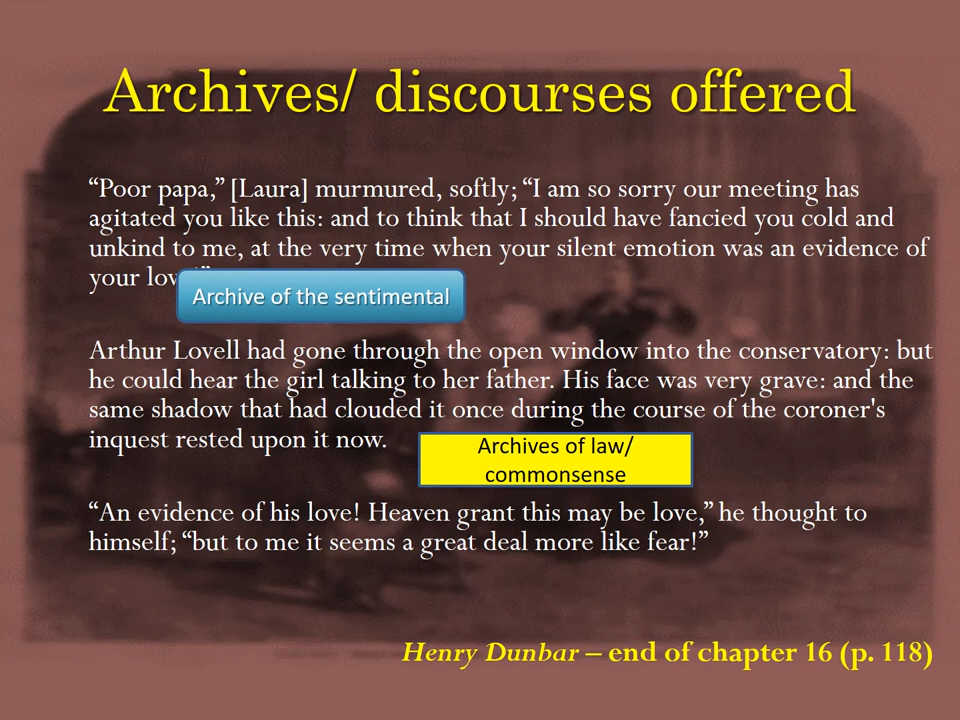 Archives/ discourses offered
“Poor papa,” [Laura] murmured, softly; “I am so sorry our meeting has
agitated you like this: and to think that I should have fancied you cold and
unkind to me, at the very time when your silent emotion was an evidence of
your
Archive of the sentimental
Arthur Lovell had gone through the open window into the conservatory: but
he could hear the girl talking to her father. His face was very grave: and the
same shadow that had clouded it once during the course of the coroner's
inquest rested upon it now.
Archives of law/
commonsense
“An evidence of his love! Heaven grant this may be love,” he thought to
himself; “but to me it seems a great deal more like fear!”
Henry Dunbar – end of chapter 16 (p. 118)